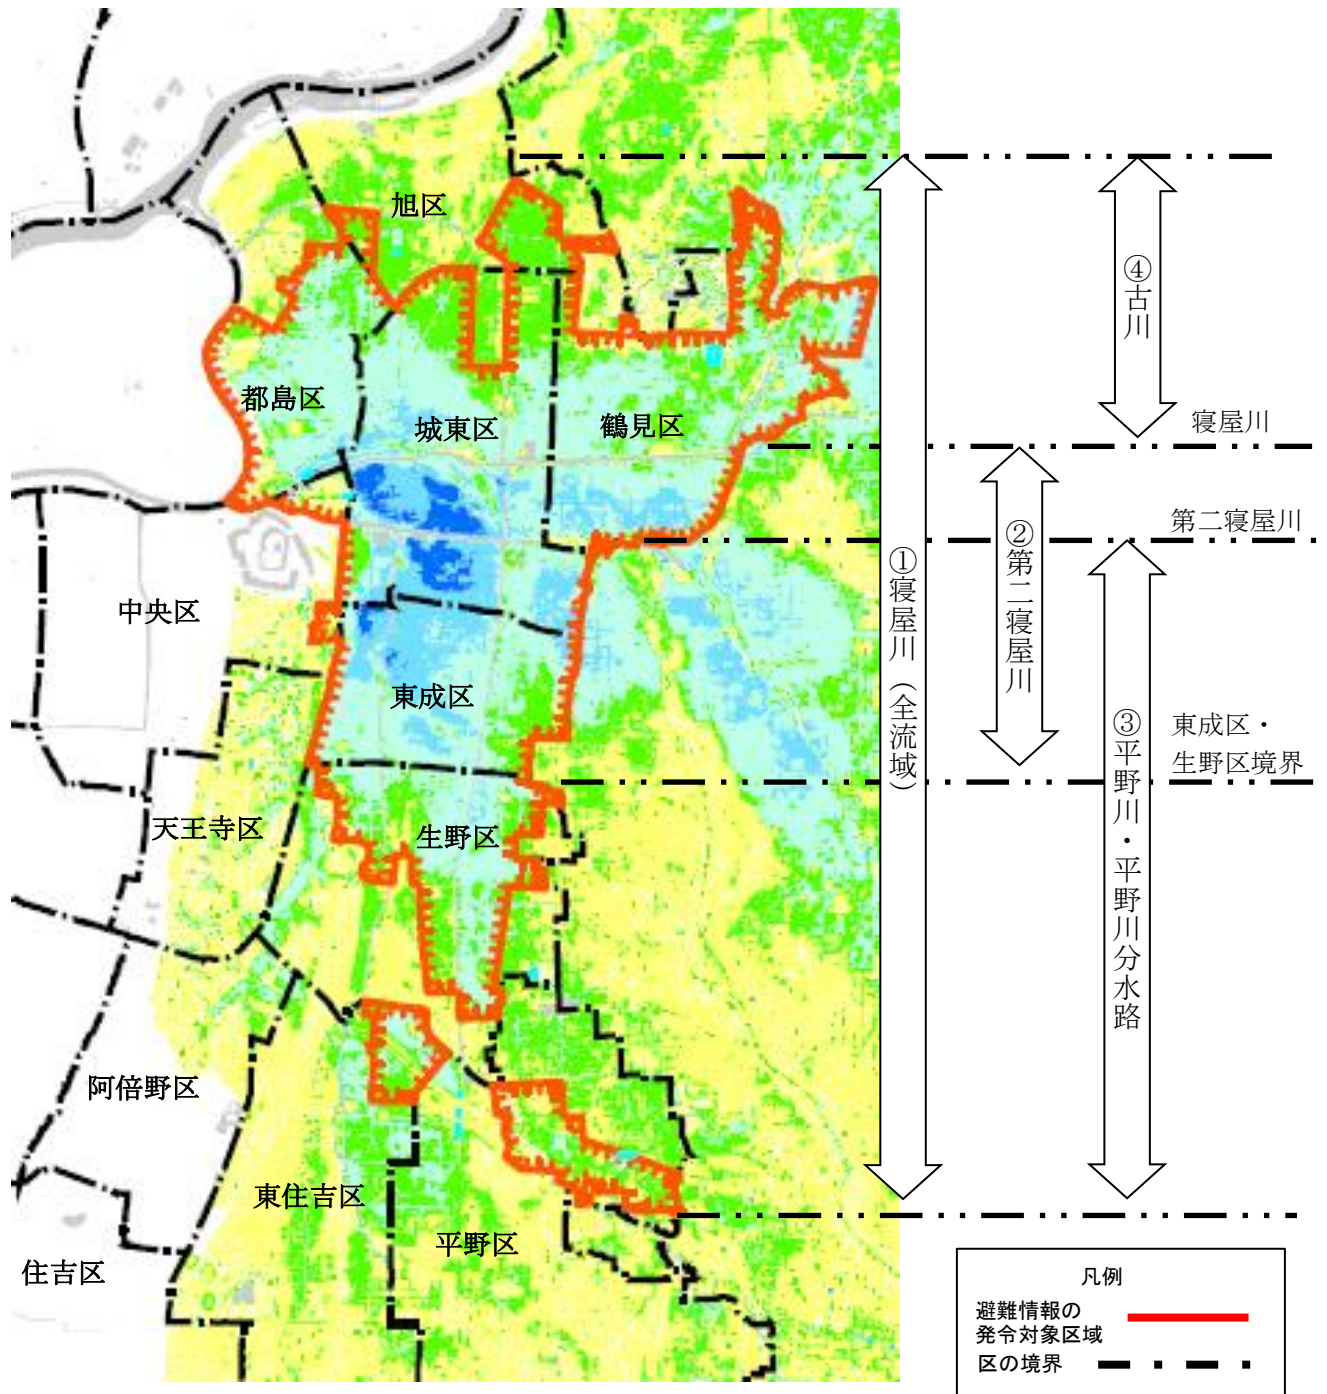 旭区
④古川
都島区
城東区
鶴見区
寝屋川
第二寝屋川
①寝屋川（全流域）
②第二寝屋川
中央区
東成区
③平野川・平野川分水路
東成区・
生野区境界
天王寺区
生野区
阿倍野区
東住吉区
平野区
住吉区
凡例
避難情報の
発令対象区域
区の境界